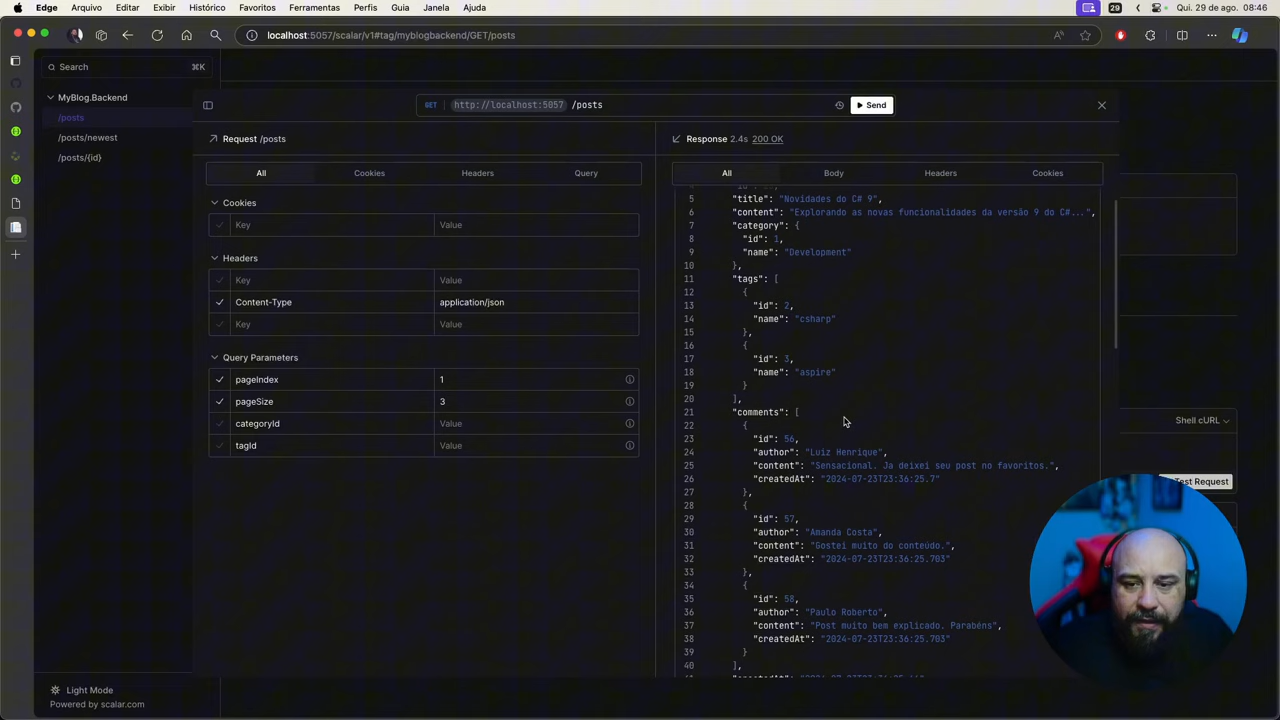 Edge Arquivo Editar Exibir Histórico Favoritos Ferramentas Perfis Guia Janela Ajuda 29 Qui. 29 de ago. 08:46
localhost:5057/scalar/v1#tag/myblogbackend/GET/posts
Search ⌘K
MyBlog.Backend
/posts
/posts/newest
/posts/{id}
GET http://localhost:5057 /posts Send
Request /posts
All Cookies Headers Query
Cookies
Key Value
Headers
Key Value
Content-Type application/json
Key Value
Query Parameters
pageIndex 1
pageSize 3
categoryId Value
tagId Value
Response 2.4s 200 OK
All Body Headers Cookies
5 "title": "Novidades do C# 9",
6 "content": "Explorando as novas funcionalidades da versão 9 do C#...",
7 "category": {
8 "id": 1,
9 "name": "Development"
10 },
11 "tags": [
12 {
13 "id": 2,
14 "name": "csharp"
15 },
16 {
17 "id": 3,
18 "name": "aspire"
19 }
20 ],
21 "comments": [
22 {
23 "id": 56,
24 "author": "Luiz Henrique",
25 "content": "Sensacional. Ja deixei seu post no favoritos.",
26 "createdAt": "2024-07-23T23:36:25.7"
27 },
28 {
29 "id": 57,
30 "author": "Amanda Costa",
31 "content": "Gostei muito do conteúdo.",
32 "createdAt": "2024-07-23T23:36:25.703"
33 },
34 {
35 "id": 58,
36 "author": "Paulo Roberto",
37 "content": "Post muito bem explicado. Parabéns",
38 "createdAt": "2024-07-23T23:36:25.703"
39 }
40 ],
Shell cURL
Test Request
Light Mode
Powered by scalar.com